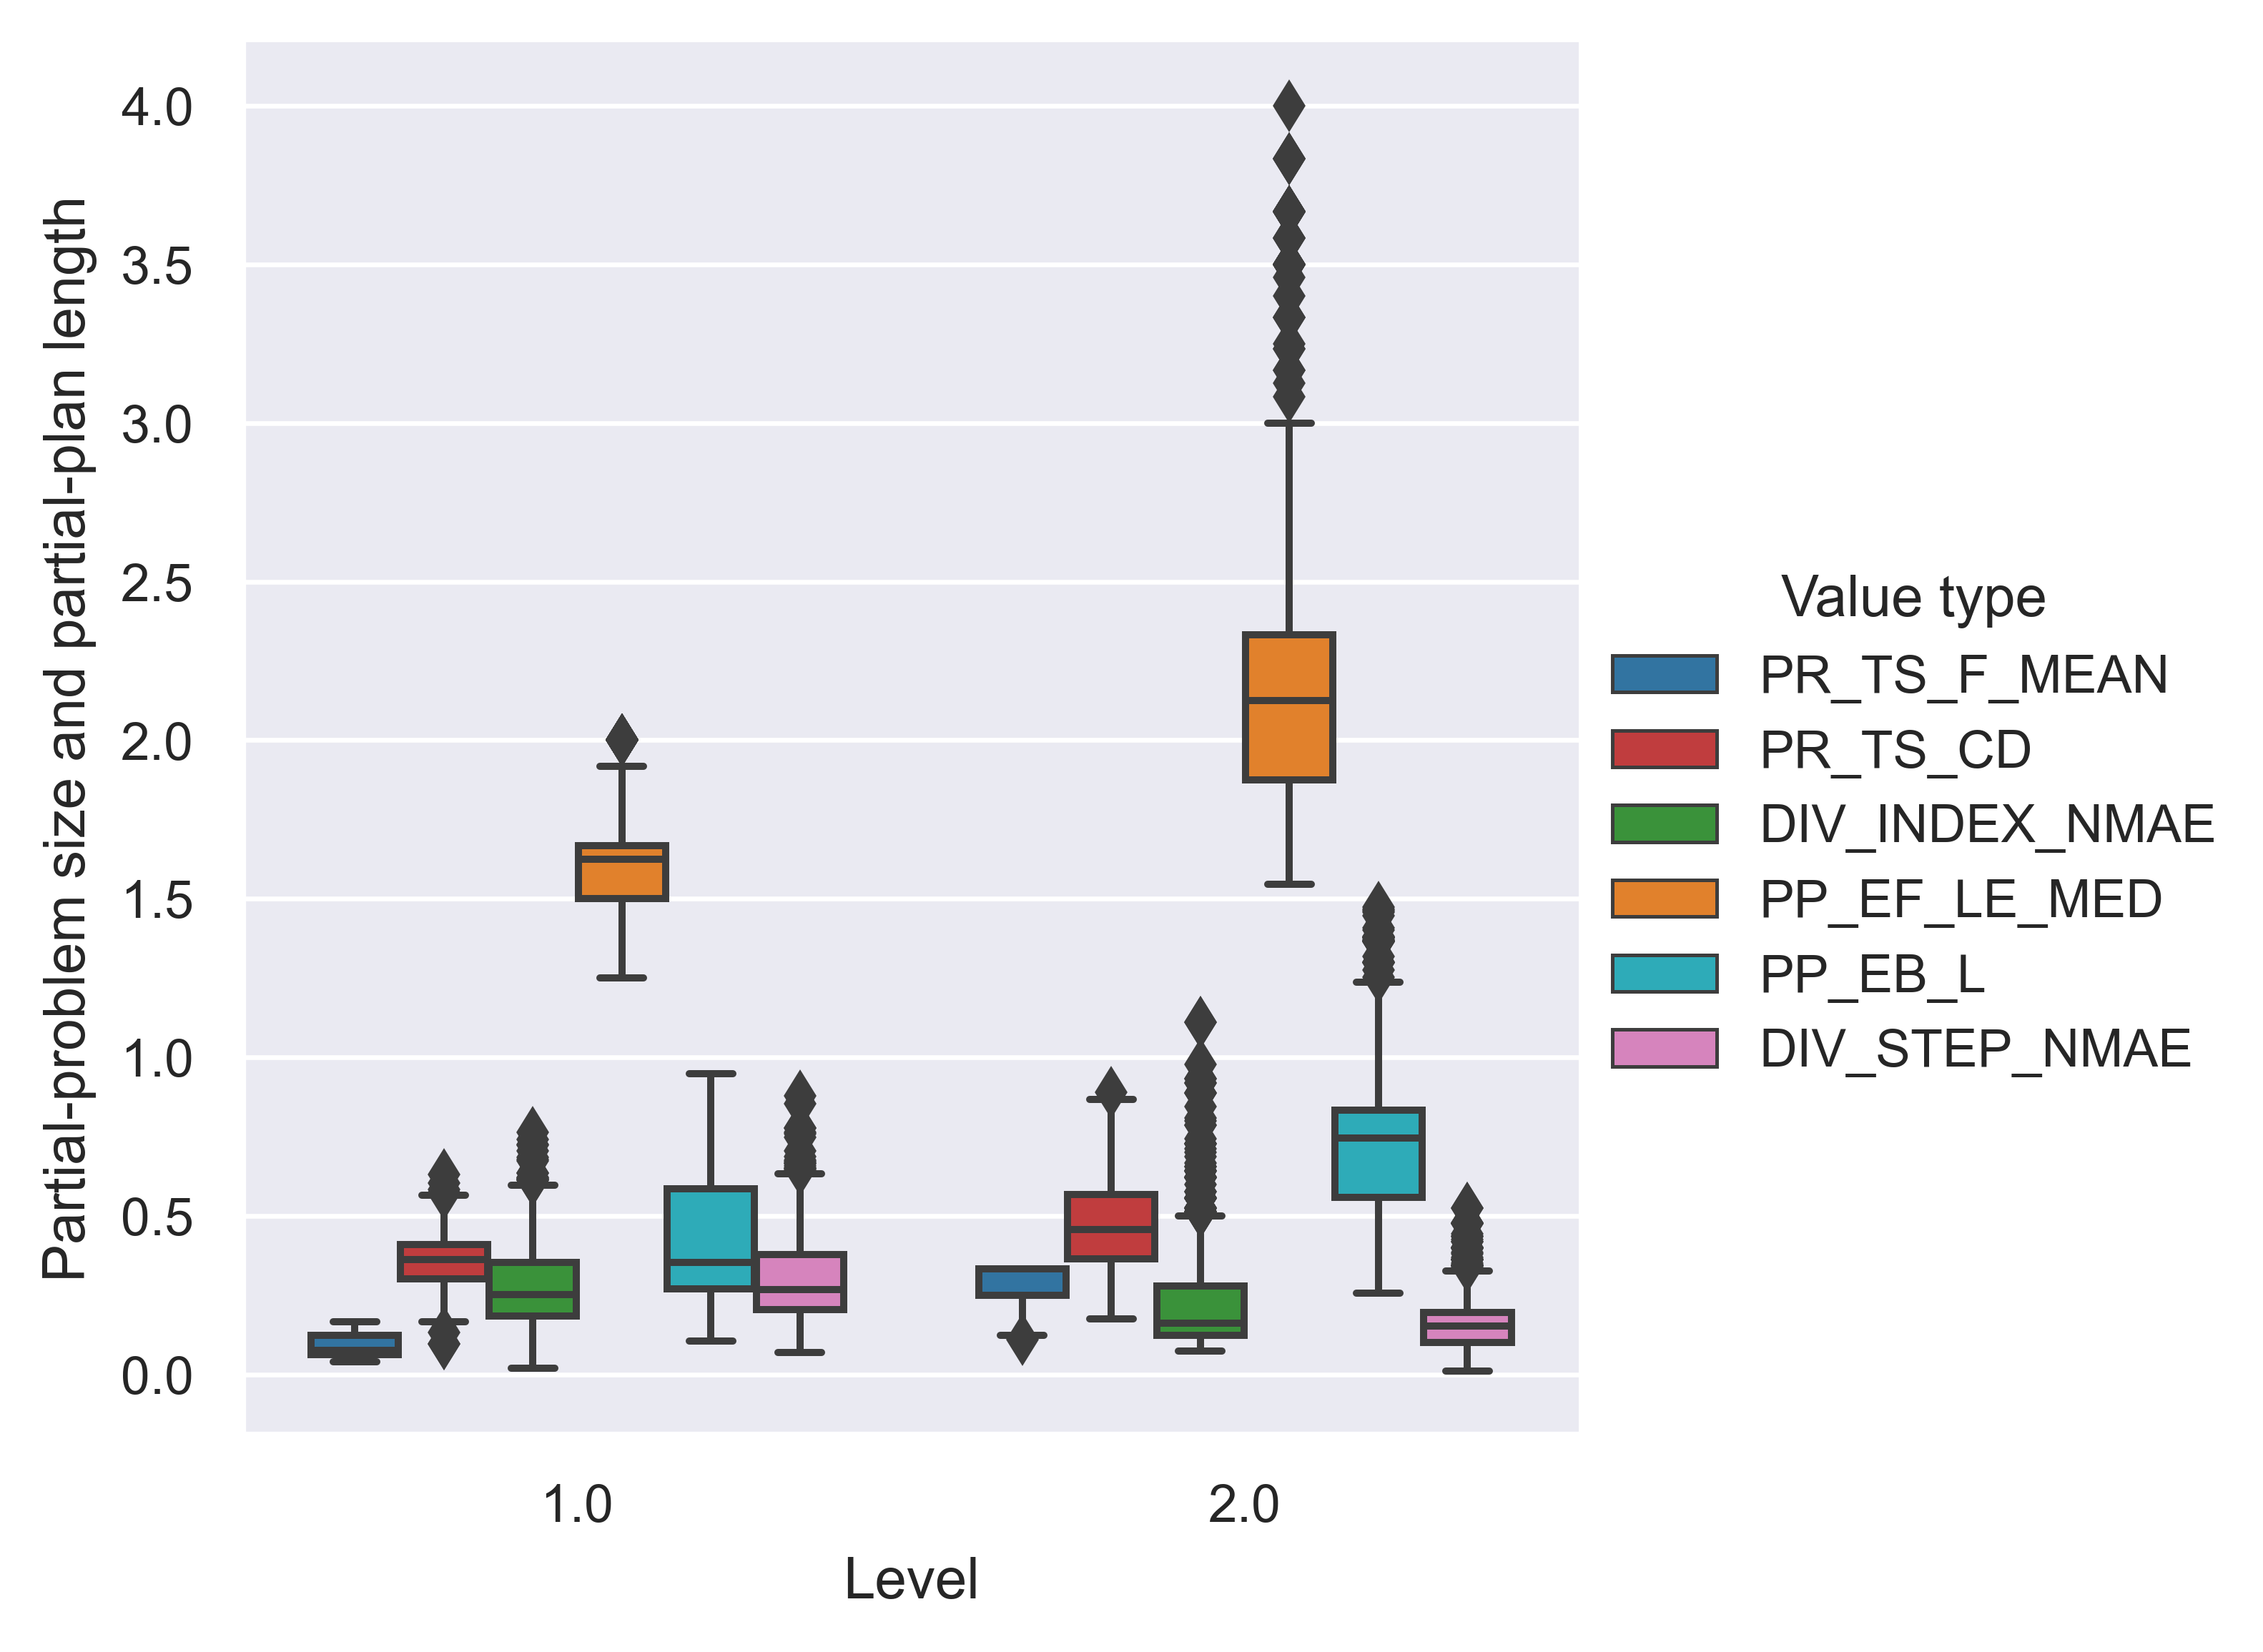 Partial-problem size and partial-plan length
4.0
3.5
3.0
2.5
2.0
1.5
1.0
0.5
0.0
1.0
2.0
Level
Value type
PR_TS_F_MEAN
PR_TS_CD
DIV_INDEX_NMAE
PP_EF_LE_MED
PP_EB_L
DIV_STEP_NMAE